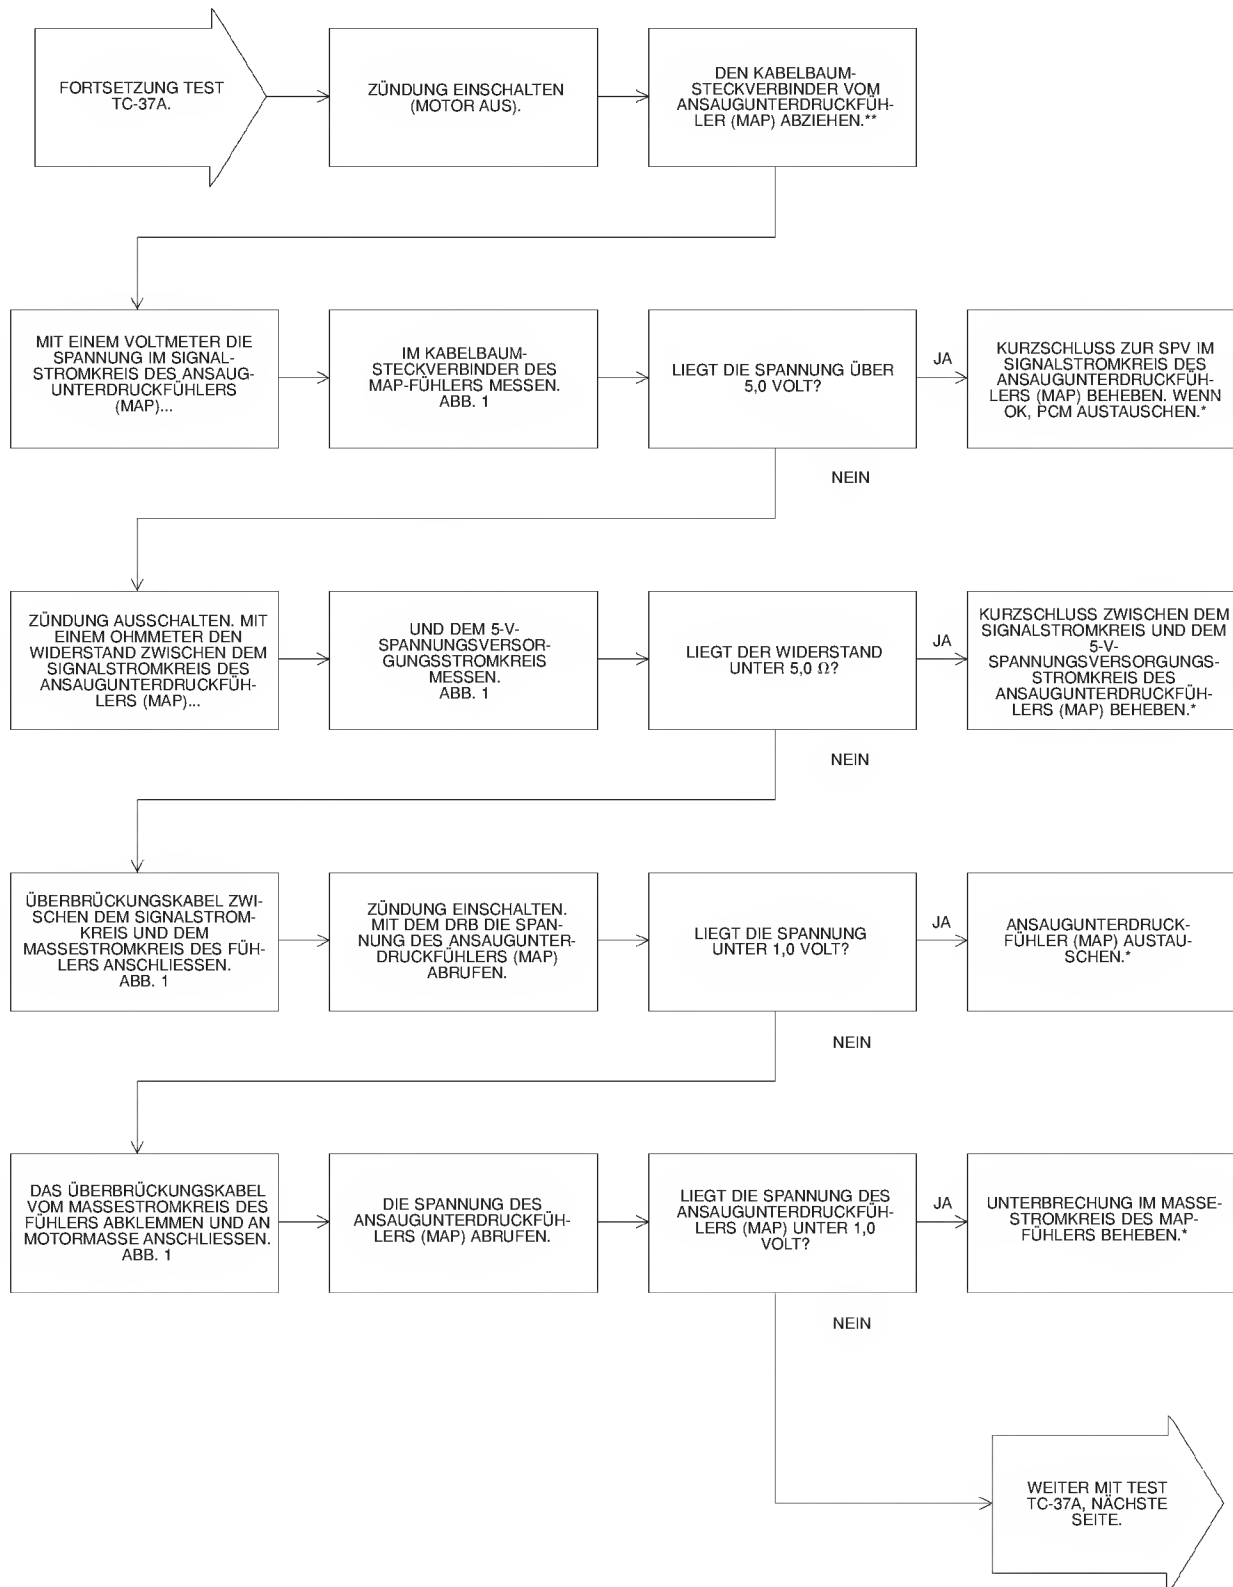 FORTSETZUNG TEST
TC-37A.
ZÜNDUNG EINSCHALTEN
(MOTOR AUS).
DEN KABELBAUM-
STECKVERBINDER VOM
ANSAUGUNTERDRUCKFÜH-
LER (MAP) ABZIEHEN.**
MIT EINEM VOLTMETER DIE
SPANNUNG IM SIGNAL-
STROMKREIS DES ANSAUG-
UNTERDRUCKFÜHLERS
(MAP)...
IM KABELBAUM-
STECKVERBINDER DES
MAP-FÜHLERS MESSEN.
ABB. 1
LIEGT DIE SPANNUNG ÜBER
5,0 VOLT?
JA
KURZSCHLUSS ZUR SPV IM
SIGNALSTROMKREIS DES
ANSAUGUNTERDRUCKFÜH-
LERS (MAP) BEHEBEN. WENN
OK, PCM AUSTAUSCHEN.*
NEIN
ZÜNDUNG AUSSCHALTEN. MIT
EINEM OHMMETER DEN
WIDERSTAND ZWISCHEN DEM
SIGNALSTROMKREIS DES
ANSAUGUNTERDRUCKFÜH-
LERS (MAP)...
UND DEM 5-V-
SPANNUNGSVERSOR-
GUNGSSTROMKREIS
MESSEN.
ABB. 1
LIEGT DER WIDERSTAND
UNTER 5,0 Ω?
JA
KURZSCHLUSS ZWISCHEN DEM
SIGNALSTROMKREIS UND DEM
5-V-
SPANNUNGSVERSORGUNGS-
STROMKREIS DES
ANSAUGUNTERDRUCKFÜH-
LERS (MAP) BEHEBEN.*
NEIN
ÜBERBRÜCKUNGSKABEL ZWI-
SCHEN DEM SIGNALSTROM-
KREIS UND DEM
MASSESTROMKREIS DES FÜH-
LERS ANSCHLIESSEN.
ABB. 1
ZÜNDUNG EINSCHALTEN.
MIT DEM DRB DIE SPAN-
NUNG DES ANSAUGUNTER-
DRUCKFÜHLERS (MAP)
ABRUFEN.
LIEGT DIE SPANNUNG
UNTER 1,0 VOLT?
JA
ANSAUGUNTERDRUCK-
FÜHLER (MAP) AUSTAU-
SCHEN.*
NEIN
DAS ÜBERBRÜCKUNGSKABEL
VOM MASSESTROMKREIS DES
FÜHLERS ABKLEMMEN UND AN
MOTORMASSE ANSCHLIESSEN.
ABB. 1
DIE SPANNUNG DES
ANSAUGUNTERDRUCKFÜH-
LERS (MAP) ABRUFEN.
LIEGT DIE SPANNUNG DES
ANSAUGUNTERDRUCKFÜH-
LERS (MAP) UNTER 1,0
VOLT?
JA
UNTERBRECHUNG IM MASSE-
STROMKREIS DES MAP-
FÜHLERS BEHEBEN.*
NEIN
WEITER MIT TEST
TC-37A, NÄCHSTE
SEITE.